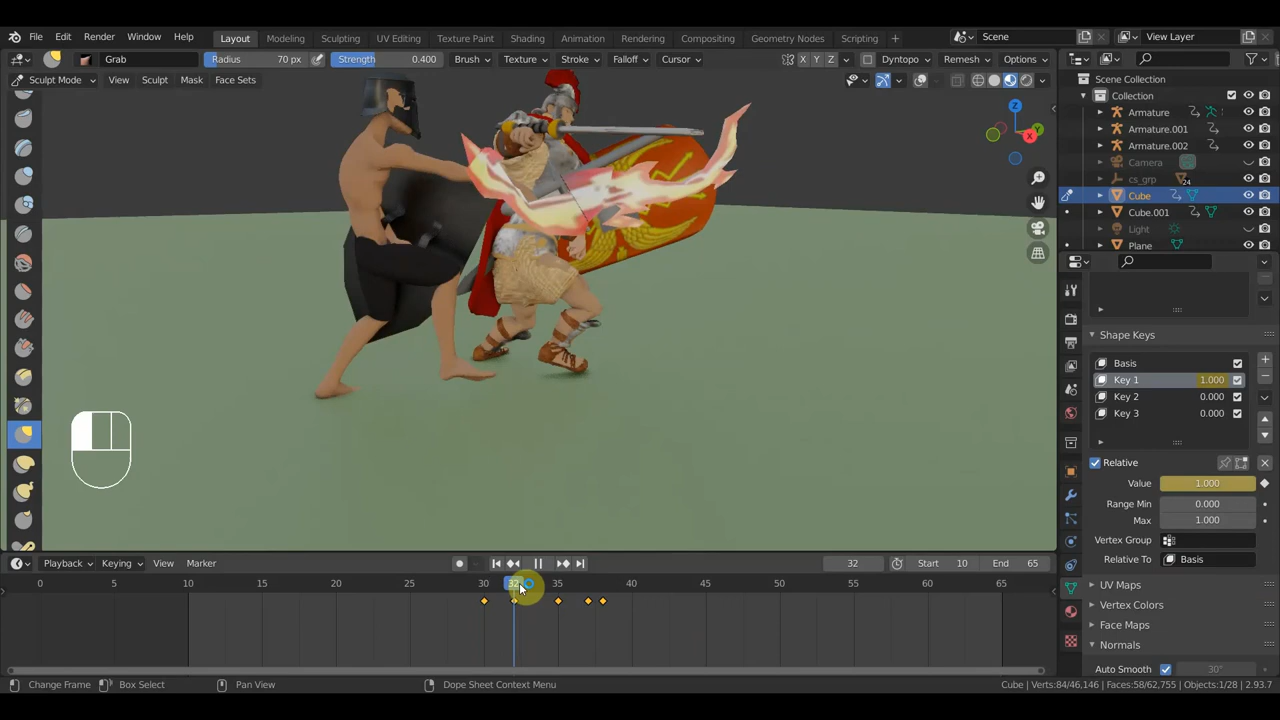 File Edit Render Window Help Layout Modeling Sculpting UV Editing Texture Paint Shading Animation Rendering Compositing Geometry Nodes Scripting + Scene View Layer
Grab Radius 70 px Strength 0.400 Brush Texture Stroke Falloff Cursor X Y Z Dyntopo Remesh Options
Sculpt Mode View Sculpt Mask Face Sets
Scene Collection
Collection
Armature
Armature.001
Armature.002
Camera
cs_grp 24
Cube
Cube.001
Light
Plane
Shape Keys
Basis
Key 1 1.000
Key 2 0.000
Key 3 0.000
Relative
Value 1.000
Range Min 0.000
Max 1.000
Vertex Group
Relative To Basis
UV Maps
Vertex Colors
Face Maps
Normals
Auto Smooth 30°
Z Y X
Playback Keying View Marker 32 Start 10 End 65
0 5 10 15 20 25 30 32 35 40 45 50 55 60 65
Change Frame Box Select Pan View Dope Sheet Context Menu Cube | Verts:84/46,146 | Faces:58/62,755 | Objects:1/28 | 2.93.7